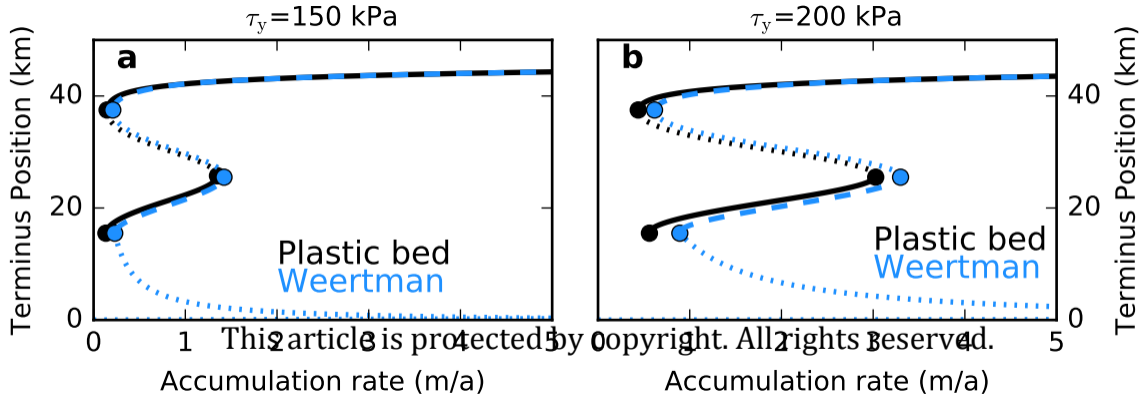 τy=150 kPa
τy=200 kPa
a
b
Terminus Position (km)
40
20
0
Plastic bed
Weertman
Plastic bed
Weertman
40
20
0
Terminus Position (km)
0 1 2 3 4 5
0 1 2 3 4 5
This article is protected by copyright. All rights reserved.
Accumulation rate (m/a)
Accumulation rate (m/a)